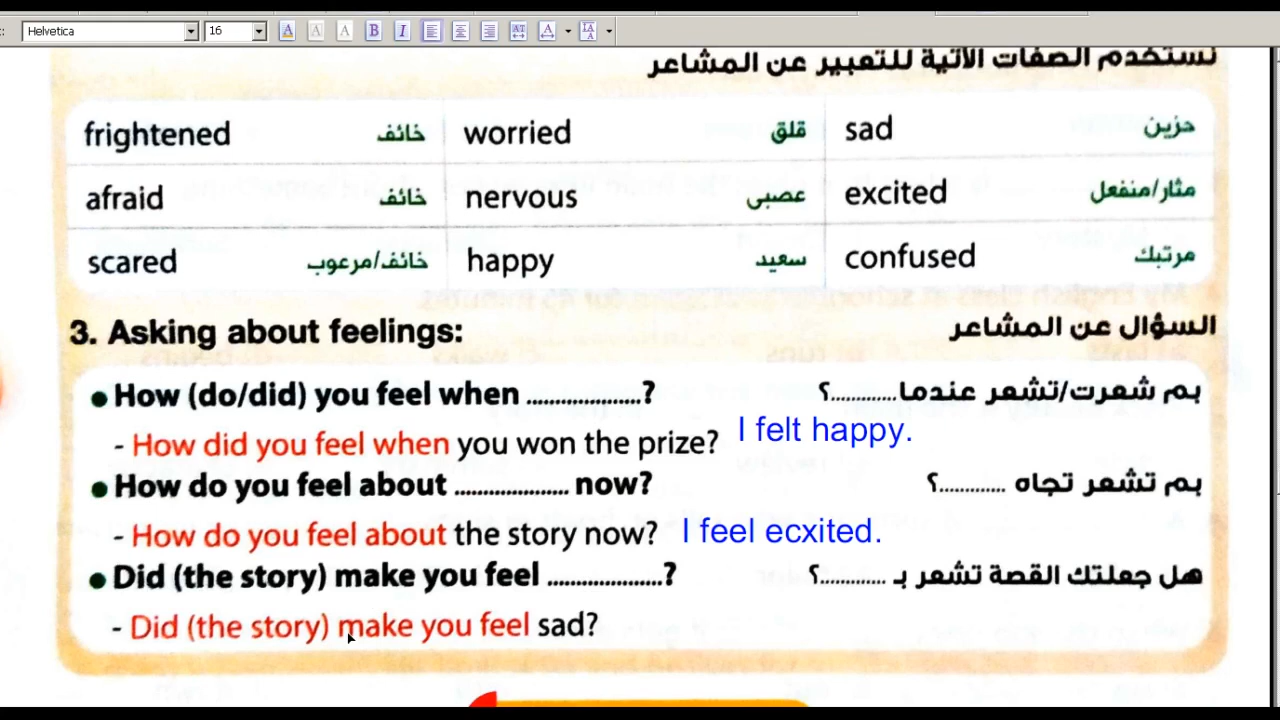 Helvetica 16
نستخدم الصفات الآتية للتعبير عن المشاعر
frightened خائف worried قلق sad حزين
afraid خائف nervous عصبى excited مثار/منفعل
scared خائف/مرعوب happy سعيد confused مرتبك
3. Asking about feelings: السؤال عن المشاعر
● How (do/did) you feel when ....................? بم شعرت/تشعر عندما.............؟
- How did you feel when you won the prize? I felt happy.
● How do you feel about .................... now? بم تشعر تجاه .............؟
- How do you feel about the story now? I feel ecxited.
● Did (the story) make you feel ....................? هل جعلتك القصة تشعر بـ .............؟
- Did (the story) make you feel sad?